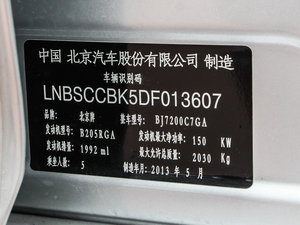 中国 北京汽车股份有限公司 制造
车辆识别码
LNBSCCBK5DF013607
品牌: 北京牌 整车型号: BJ7200C7GA
发动机型号: B205RGA 发动机最大净功率: 150 KW
发动机排量: 1992 ml 最大允许总质量: 2030 Kg
乘坐人数: 5 制造年月: 2013 年 5 月